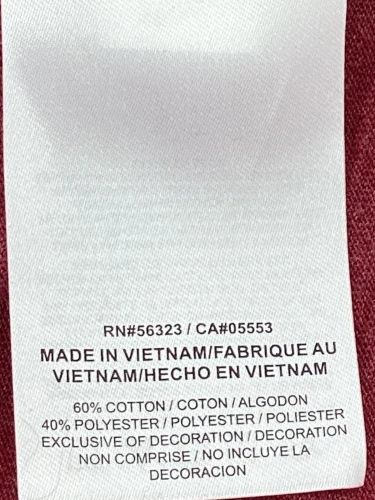 RN#56323 / CA#05553
MADE IN VIETNAM/FABRIQUE AU
VIETNAM/HECHO EN VIETNAM
60% COTTON / COTON / ALGODON
40% POLYESTER / POLYESTER / POLIESTER
EXCLUSIVE OF DECORATION / DECORATION
NON COMPRISE / NO INCLUYE LA
DECORACION